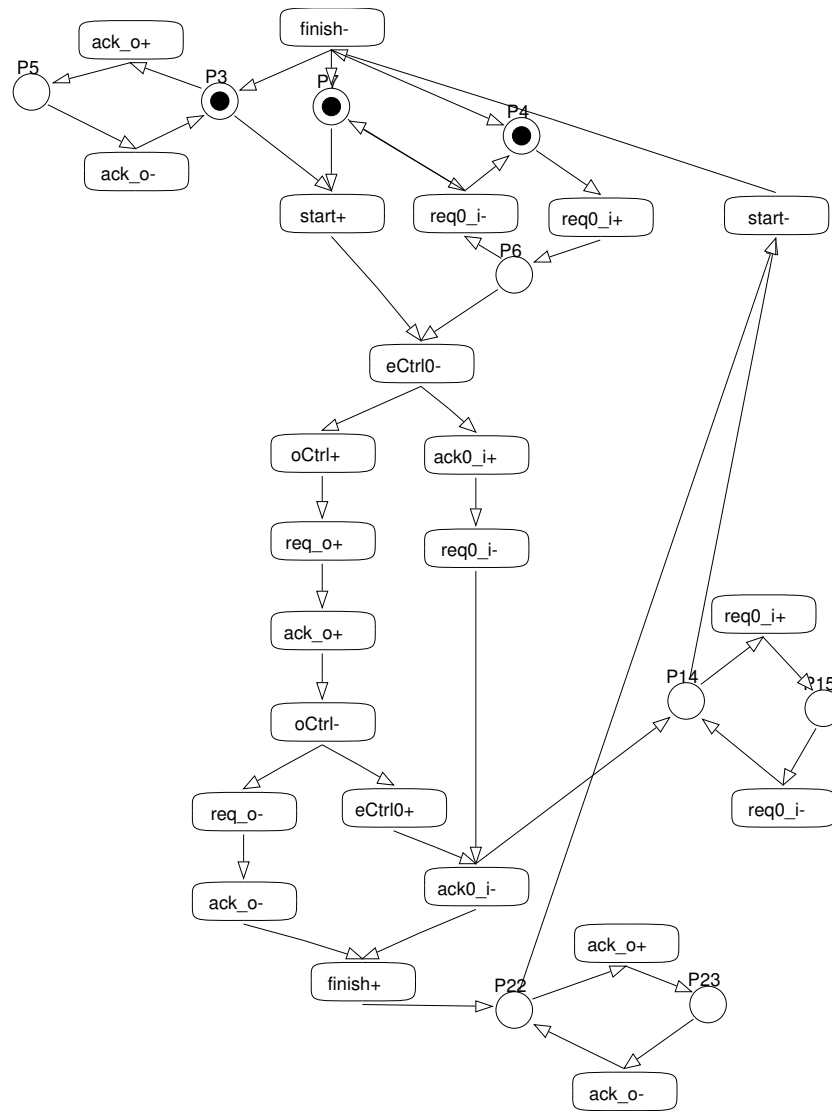 finish-
ack_o+
P5
P3
P4
ack_o-
start+
req0_i-
req0_i+
start-
P6
eCtrl0-
oCtrl+
ack0_i+
req_o+
req0_i-
req0_i+
ack_o+
P14
P15
oCtrl-
req_o-
eCtrl0+
req0_i-
ack_o-
ack0_i-
ack_o+
finish+
P22
P23
ack_o-